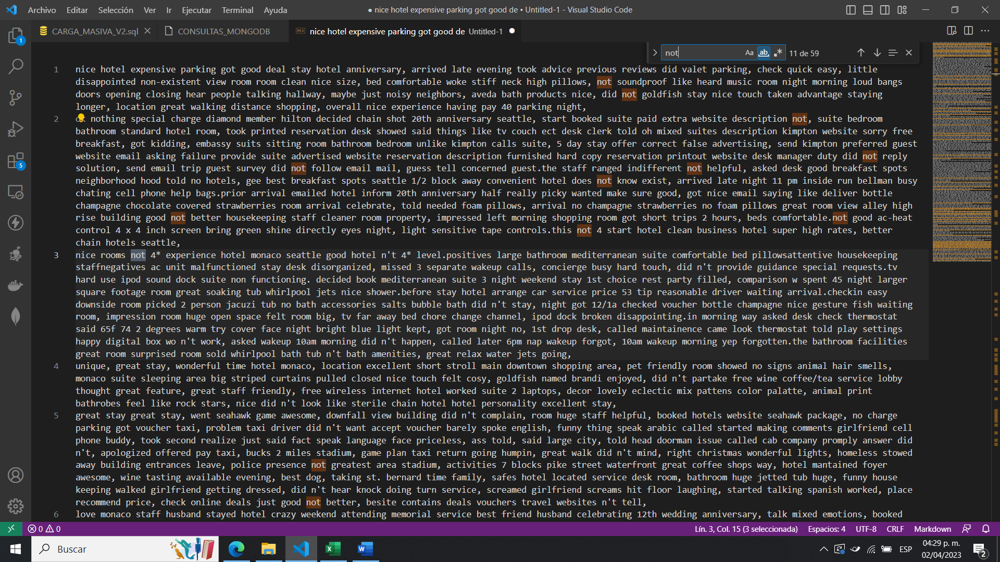 Archivo Editar Selección Ver Ir Ejecutar Terminal Ayuda
● nice hotel expensive parking got good de • Untitled-1 - Visual Studio Code
CARGA_MASIVA_V2.sql
CONSULTAS_MONGODB
nice hotel expensive parking got good de Untitled-1
not
Aa
ab
11 de 59
1
5
1 nice hotel expensive parking got good deal stay hotel anniversary, arrived late evening took advice previous reviews did valet parking, check quick easy, little
disappointed non-existent view room room clean nice size, bed comfortable woke stiff neck high pillows, not soundproof like heard music room night morning loud bangs
doors opening closing hear people talking hallway, maybe just noisy neighbors, aveda bath products nice, did not goldfish stay nice touch taken advantage staying
longer, location great walking distance shopping, overall nice experience having pay 40 parking night,
2 nothing special charge diamond member hilton decided chain shot 20th anniversary seattle, start booked suite paid extra website description not, suite bedroom
bathroom standard hotel room, took printed reservation desk showed said things like tv couch ect desk clerk told oh mixed suites description kimpton website sorry free
breakfast, got kidding, embassy suits sitting room bathroom bedroom unlike kimpton calls suite, 5 day stay offer correct false advertising, send kimpton preferred guest
website email asking failure provide suite advertised website reservation description furnished hard copy reservation printout website desk manager duty did not reply
solution, send email trip guest survey did not follow email mail, guess tell concerned guest.the staff ranged indifferent not helpful, asked desk good breakfast spots
neighborhood hood told no hotels, gee best breakfast spots seattle 1/2 block away convenient hotel does not know exist, arrived late night 11 pm inside run bellman busy
chating cell phone help bags.prior arrival emailed hotel inform 20th anniversary half really picky wanted make sure good, got nice email saying like deliver bottle
champagne chocolate covered strawberries room arrival celebrate, told needed foam pillows, arrival no champagne strawberries no foam pillows great room view alley high
rise building good not better housekeeping staff cleaner room property, impressed left morning shopping room got short trips 2 hours, beds comfortable.not good ac-heat
control 4 x 4 inch screen bring green shine directly eyes night, light sensitive tape controls.this not 4 start hotel clean business hotel super high rates, better
chain hotels seattle,
3 nice rooms not 4* experience hotel monaco seattle good hotel n't 4* level.positives large bathroom mediterranean suite comfortable bed pillowsattentive housekeeping
staffnegatives ac unit malfunctioned stay desk disorganized, missed 3 separate wakeup calls, concierge busy hard touch, did n't provide guidance special requests.tv
hard use ipod sound dock suite non functioning. decided book mediterranean suite 3 night weekend stay 1st choice rest party filled, comparison w spent 45 night larger
square footage room great soaking tub whirlpool jets nice shower.before stay hotel arrange car service price 53 tip reasonable driver waiting arrival.checkin easy
downside room picked 2 person jacuzi tub no bath accessories salts bubble bath did n't stay, night got 12/1a checked voucher bottle champagne nice gesture fish waiting
room, impression room huge open space felt room big, tv far away bed chore change channel, ipod dock broken disappointing.in morning way asked desk check thermostat
said 65f 74 2 degrees warm try cover face night bright blue light kept, got room night no, 1st drop desk, called maintainence came look thermostat told play settings
happy digital box wo n't work, asked wakeup 10am morning did n't happen, called later 6pm nap wakeup forgot, 10am wakeup morning yep forgotten.the bathroom facilities
great room surprised room sold whirlpool bath tub n't bath amenities, great relax water jets going,
4 unique, great stay, wonderful time hotel monaco, location excellent short stroll main downtown shopping area, pet friendly room showed no signs animal hair smells,
monaco suite sleeping area big striped curtains pulled closed nice touch felt cosy, goldfish named brandi enjoyed, did n't partake free wine coffee/tea service lobby
thought great feature, great staff friendly, free wireless internet hotel worked suite 2 laptops, decor lovely eclectic mix pattens color palatte, animal print
bathrobes feel like rock stars, nice did n't look like sterile chain hotel hotel personality excellent stay,
5 great stay great stay, went seahawk game awesome, downfall view building did n't complain, room huge staff helpful, booked hotels website seahawk package, no charge
parking got voucher taxi, problem taxi driver did n't want accept voucher barely spoke english, funny thing speak arabic called started making comments girlfriend cell
phone buddy, took second realize just said fact speak language face priceless, ass told, said large city, told head doorman issue called cab company promply answer did
n't, apologized offered pay taxi, bucks 2 miles stadium, game plan taxi return going humpin, great walk did n't mind, right christmas wonderful lights, homeless stowed
away building entrances leave, police presence not greatest area stadium, activities 7 blocks pike street waterfront great coffee shops way, hotel mantained foyer
awesome, wine tasting available evening, best dog, taking st. bernard time family, safes hotel located service desk room, bathroom huge jetted tub huge, funny house
keeping walked girlfriend getting dressed, did n't hear knock doing turn service, screamed girlfriend screams hit floor laughing, started talking spanish worked, place
recommend price, check online deals just good not better, besite contains deals vouchers travel websites n't tell,
6 love monaco staff husband stayed hotel crazy weekend attending memorial service best friend husband celebrating 12th wedding anniversary, talk mixed emotions, booked
0 0
Lín. 3, Col. 15 (3 seleccionada) Espacios: 4 UTF-8 CRLF Markdown
Buscar
ESP
04:29 p. m.
02/04/2023
2